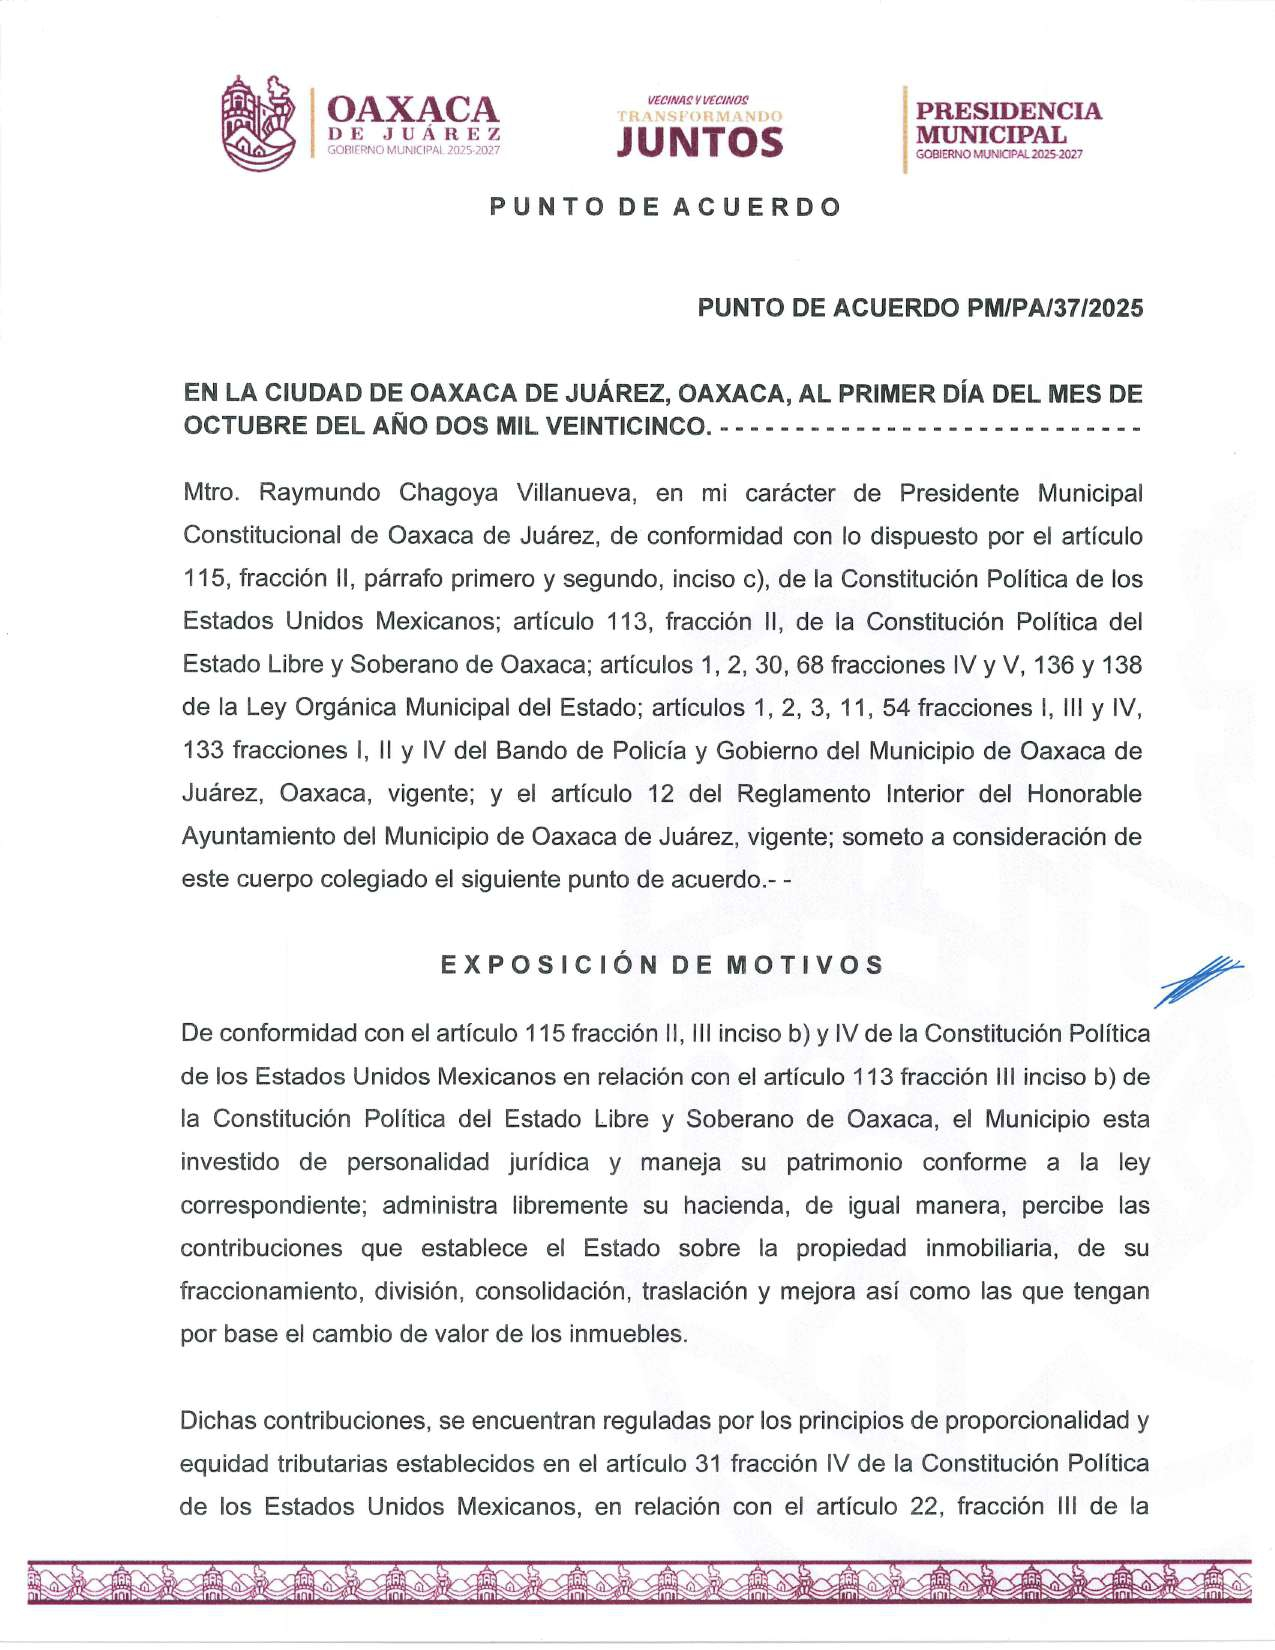 OAXACA
DE JUÁREZ
GOBIERNO MUNICIPAL 2025-2027
VECINAS Y VECINOS
TRANSFORMANDO
JUNTOS
PRESIDENCIA
MUNICIPAL
GOBIERNO MUNICIPAL 2025-2027
PUNTO DE ACUERDO
PUNTO DE ACUERDO PM/PA/37/2025
EN LA CIUDAD DE OAXACA DE JUÁREZ, OAXACA, AL PRIMER DÍA DEL MES DE
OCTUBRE DEL AÑO DOS MIL VEINTICINCO. - - - - - - - - - - - - - - - - - - - - - - - - - - - -
Mtro. Raymundo Chagoya Villanueva, en mi carácter de Presidente Municipal
Constitucional de Oaxaca de Juárez, de conformidad con lo dispuesto por el artículo
115, fracción II, párrafo primero y segundo, inciso c), de la Constitución Política de los
Estados Unidos Mexicanos; artículo 113, fracción II, de la Constitución Política del
Estado Libre y Soberano de Oaxaca; artículos 1, 2, 30, 68 fracciones IV y V, 136 y 138
de la Ley Orgánica Municipal del Estado; artículos 1, 2, 3, 11, 54 fracciones I, III y IV,
133 fracciones I, II y IV del Bando de Policía y Gobierno del Municipio de Oaxaca de
Juárez, Oaxaca, vigente; y el artículo 12 del Reglamento Interior del Honorable
Ayuntamiento del Municipio de Oaxaca de Juárez, vigente; someto a consideración de
este cuerpo colegiado el siguiente punto de acuerdo.- -
EXPOSICIÓN DE MOTIVOS
De conformidad con el artículo 115 fracción II, III inciso b) y IV de la Constitución Política
de los Estados Unidos Mexicanos en relación con el artículo 113 fracción III inciso b) de
la Constitución Política del Estado Libre y Soberano de Oaxaca, el Municipio esta
investido de personalidad jurídica y maneja su patrimonio conforme a la ley
correspondiente; administra libremente su hacienda, de igual manera, percibe las
contribuciones que establece el Estado sobre la propiedad inmobiliaria, de su
fraccionamiento, división, consolidación, traslación y mejora así como las que tengan
por base el cambio de valor de los inmuebles.
Dichas contribuciones, se encuentran reguladas por los principios de proporcionalidad y
equidad tributarias establecidos en el artículo 31 fracción IV de la Constitución Política
de los Estados Unidos Mexicanos, en relación con el artículo 22, fracción III de la